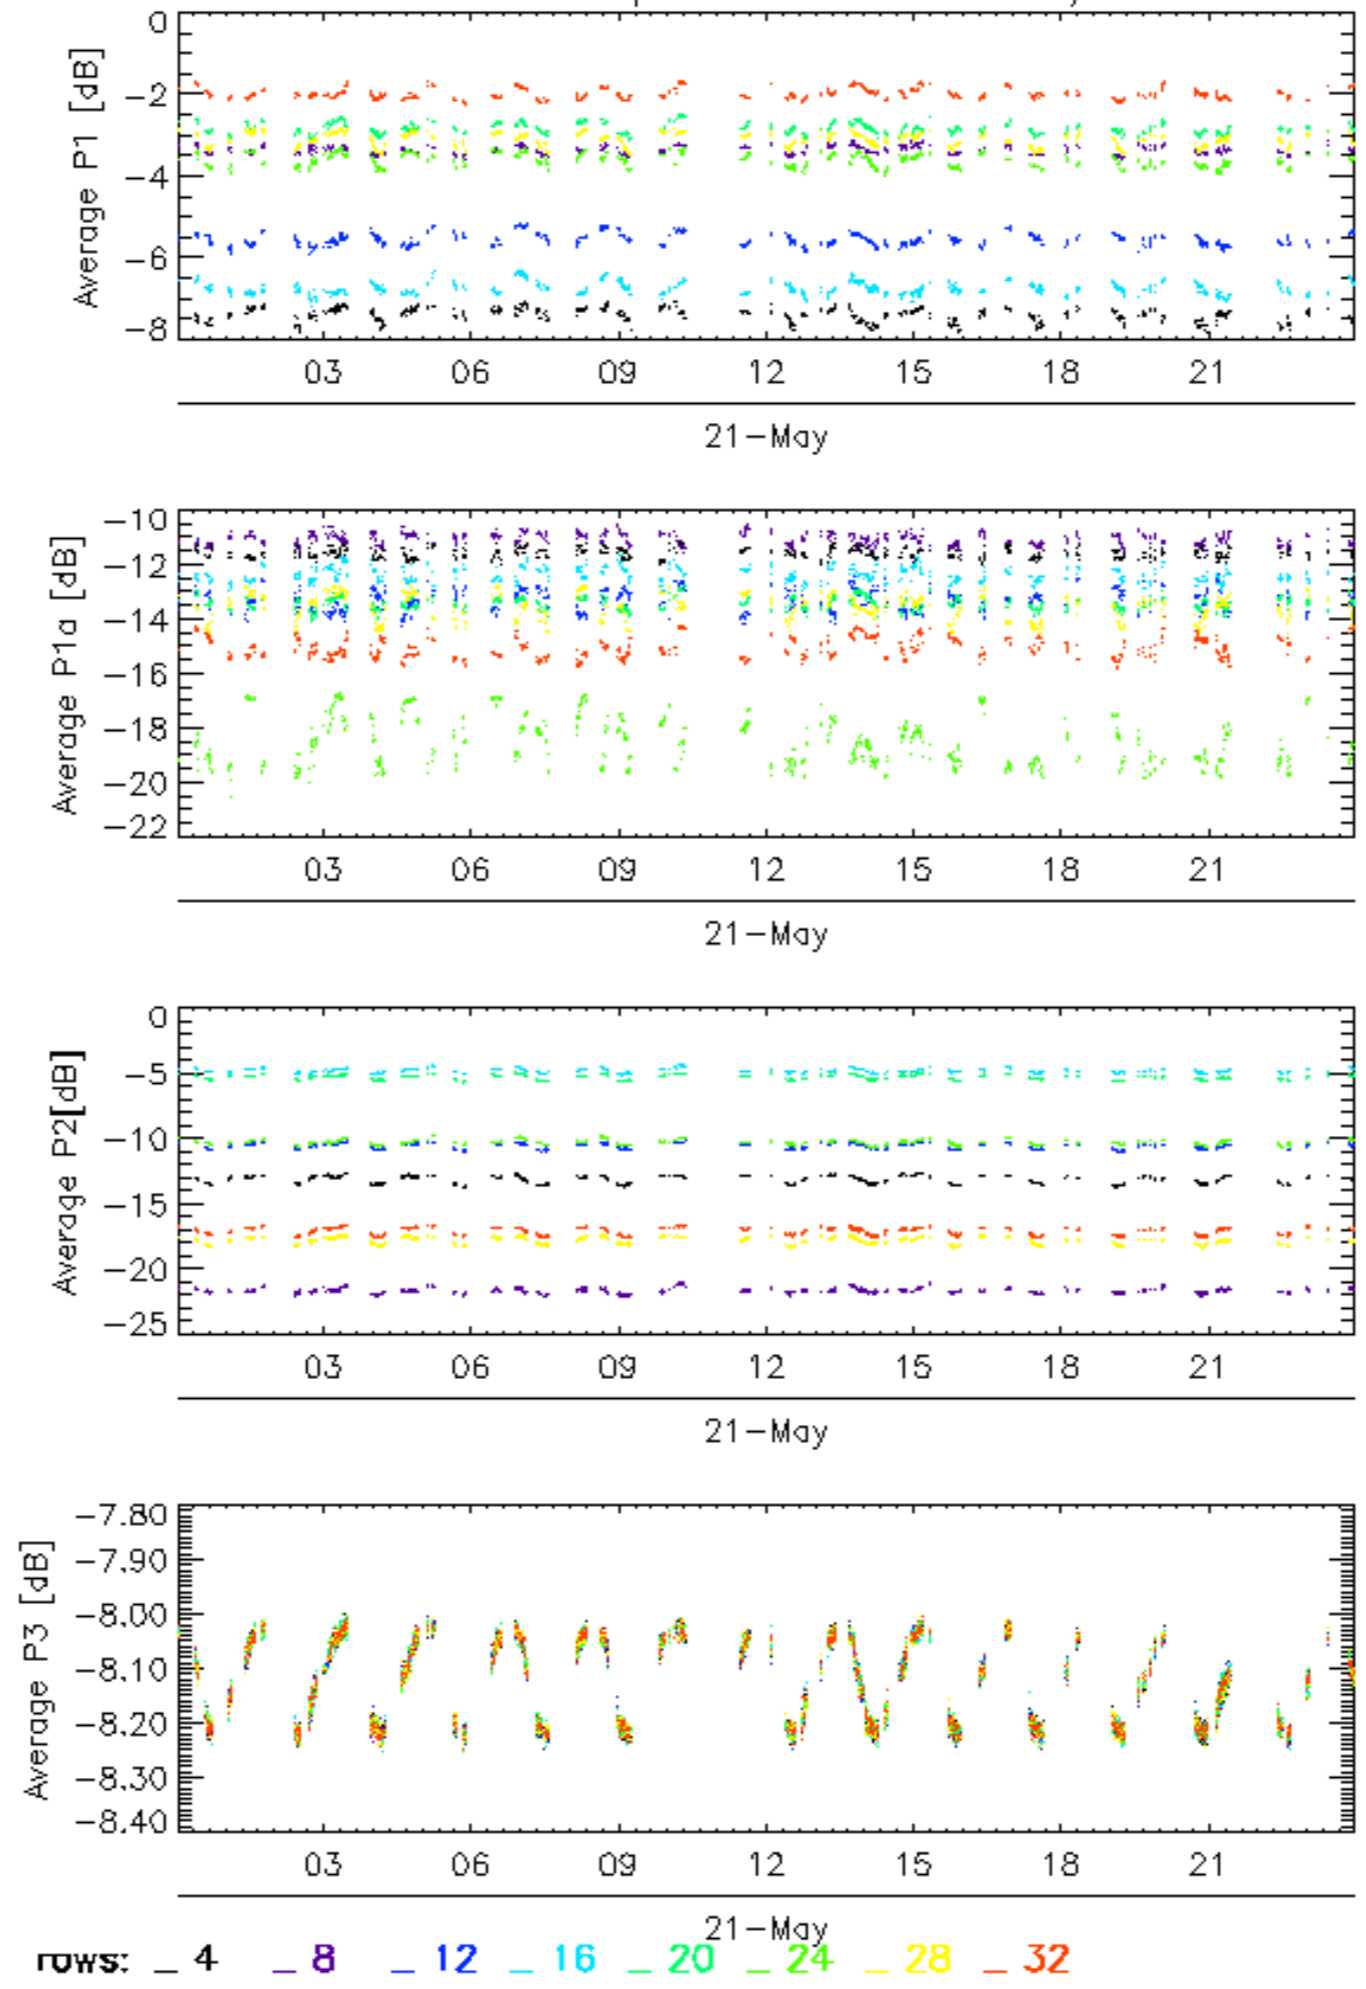 Average P1 [dB]
0
−2
−4
−6
−8
03 06 09 12 15 18 21
21−May
Average P1a [dB]
−10
−12
−14
−16
−18
−20
−22
03 06 09 12 15 18 21
21−May
Average P2[dB]
0
−5
−10
−15
−20
−25
03 06 09 12 15 18 21
21−May
Average P3 [dB]
−7.80
−7.90
−8.00
−8.10
−8.20
−8.30
−8.40
03 06 09 12 15 18 21
21−May
rows: _ 4 _ 8 _ 12 _ 16 _ 20 _ 24 _ 28 _ 32